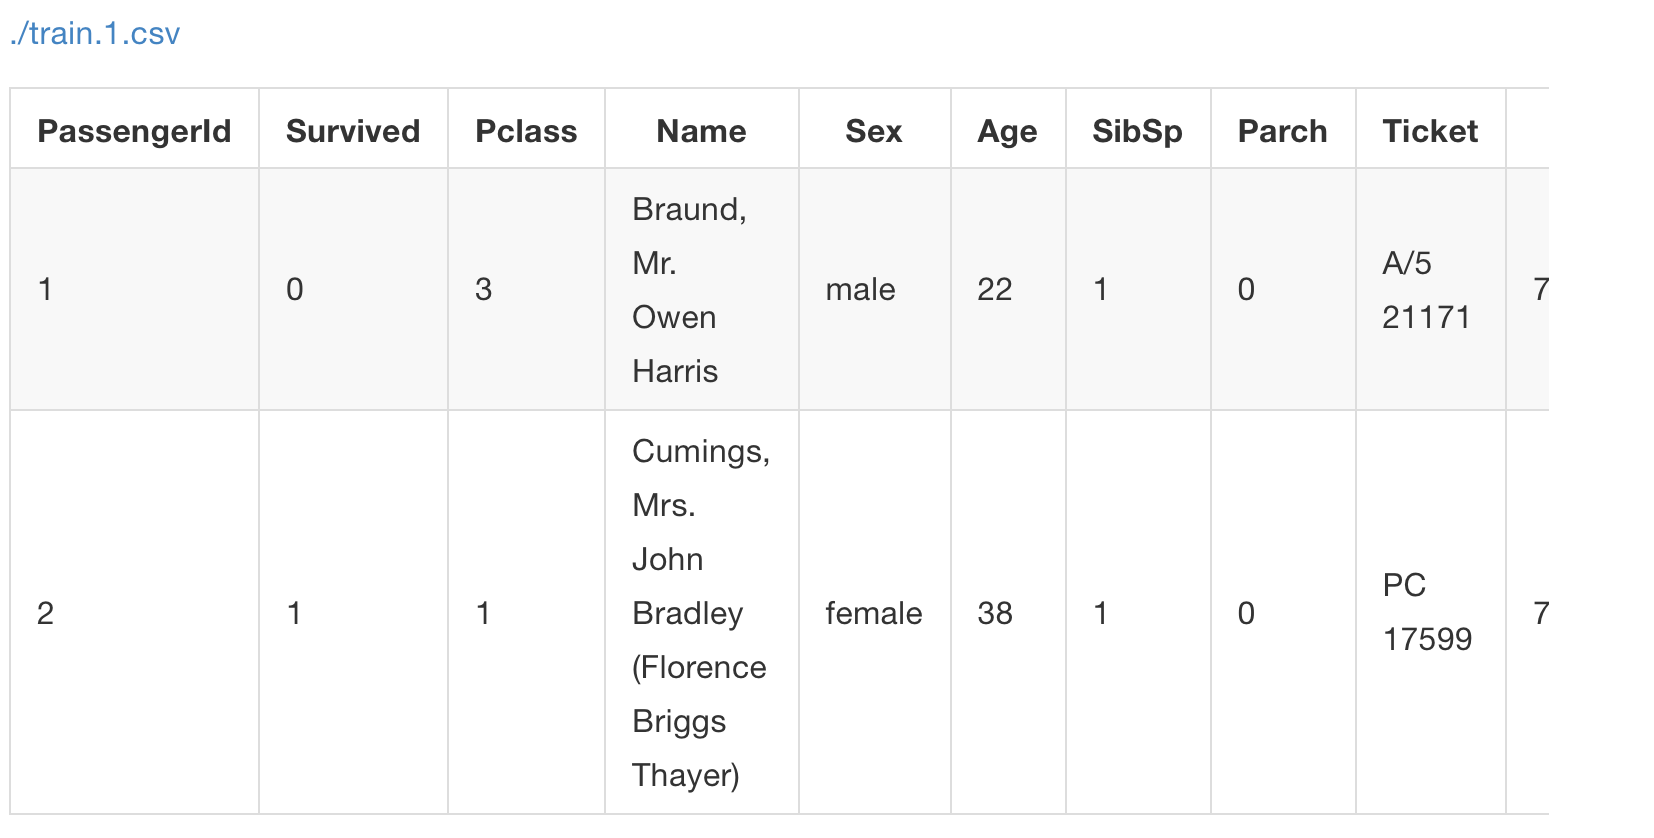 ./train.1.csv
PassengerId Survived Pclass Name Sex Age SibSp Parch Ticket
1 0 3 Braund, Mr. Owen Harris male 22 1 0 A/5 21171 7
2 1 1 Cumings, Mrs. John Bradley (Florence Briggs Thayer) female 38 1 0 PC 17599 7